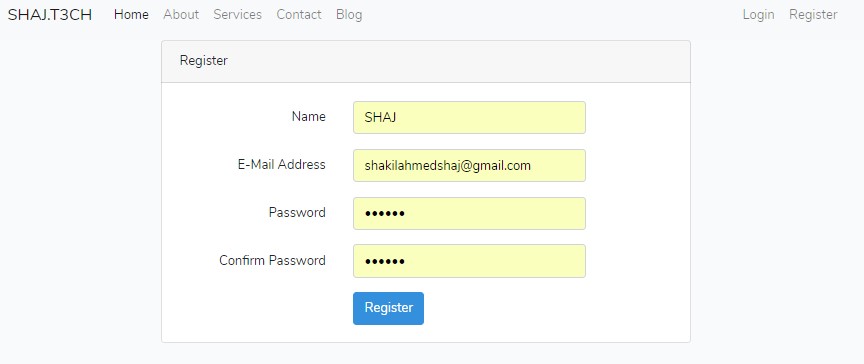 SHAJ.T3CH Home About Services Contact Blog Login Register
Register
Name SHAJ
E-Mail Address shakilahmedshaj@gmail.com
Password ••••••
Confirm Password ••••••
Register